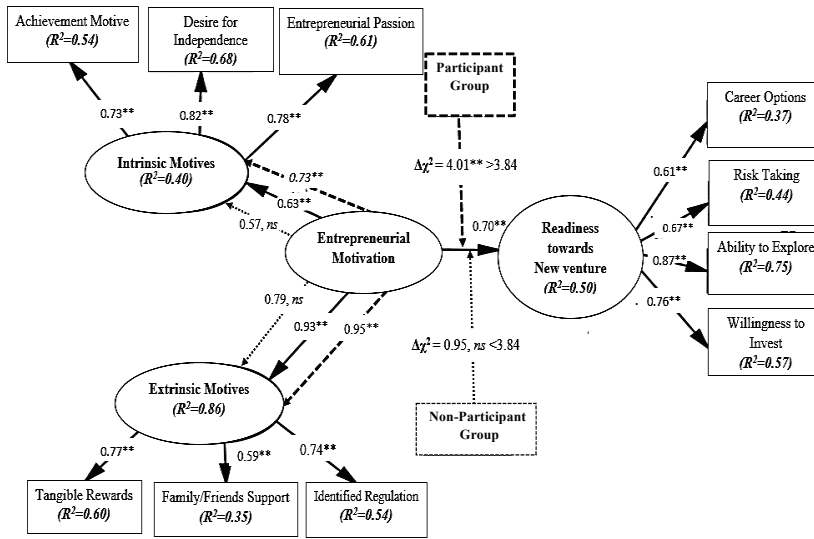 Achievement Motive
(R²=0.54)
Desire for
Independence
(R²=0.68)
Entrepreneurial Passion
(R²=0.61)
Participant
Group
Career Options
(R²=0.37)
0.73**
0.82**
0.78**
Intrinsic Motives
(R²=0.40)
0.73**
0.63**
0.57, ns
Δχ² = 4.01** >3.84
0.61**
Risk Taking
(R²=0.44)
0.67**
Entrepreneurial
Motivation
0.70**
Readiness
towards
New venture
(R²=0.50)
Ability to Explore
(R²=0.75)
0.87**
0.76**
Willingness to
Invest
(R²=0.57)
0.79, ns
0.93**
0.95**
Δχ² = 0.95, ns <3.84
Extrinsic Motives
(R²=0.86)
Non-Participant
Group
0.77**
0.59**
0.74**
Tangible Rewards
(R²=0.60)
Family/Friends Support
(R²=0.35)
Identified Regulation
(R²=0.54)